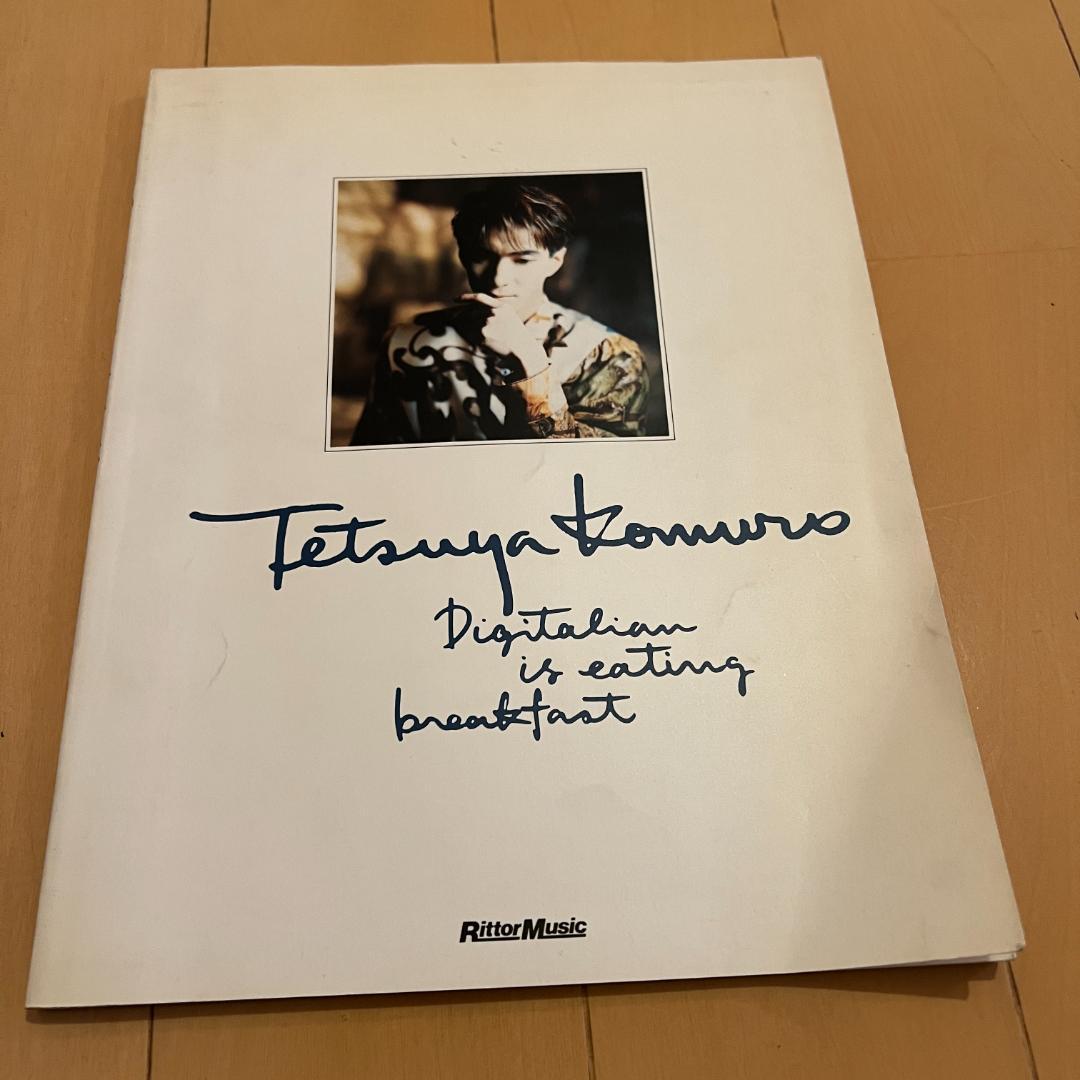 Tetsuya Komuro
Digitalian
is eating
breakfast
RittorMusic